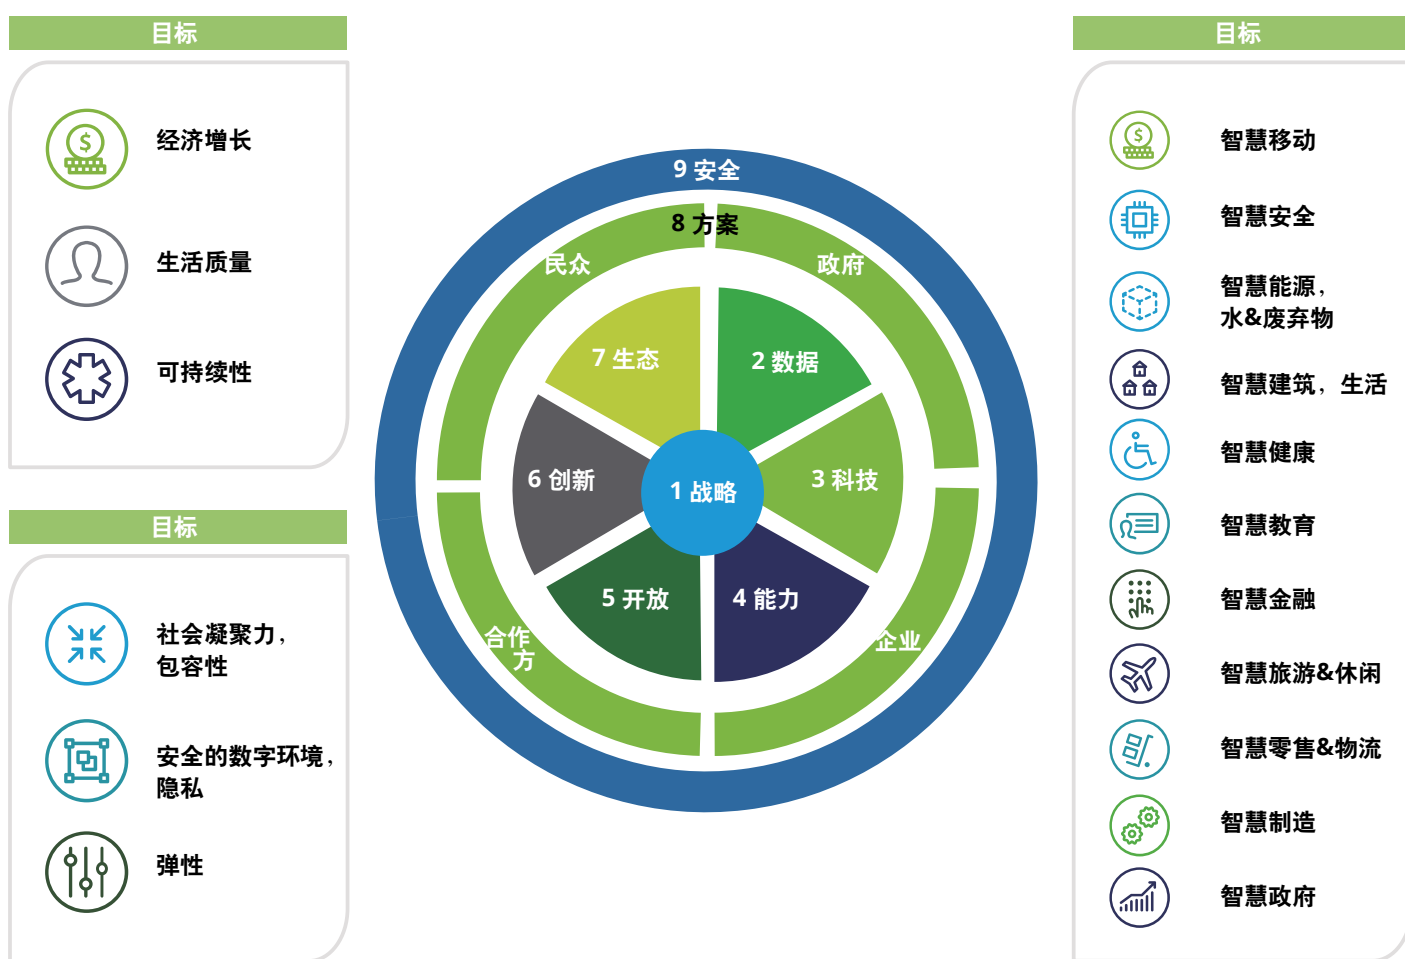 目标
经济增长
生活质量
可持续性
目标
社会凝聚力，
包容性
安全的数字环境，
隐私
弹性
9 安全
8 方案
民众
政府
7 生态
2 数据
6 创新
1 战略
3 科技
5 开放
4 能力
合作
方
企业
目标
智慧移动
智慧安全
智慧能源，
水&废弃物
智慧建筑，生活
智慧健康
智慧教育
智慧金融
智慧旅游&休闲
智慧零售&物流
智慧制造
智慧政府